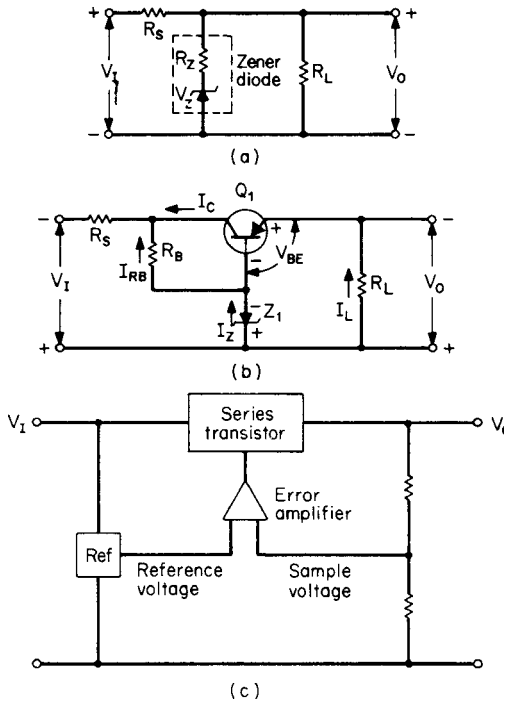 + R_S +
R_Z Zener diode
V_I V_Z R_L V_O
- -
(a)
Q_1
- I_C + -
R_S R_B - V_BE
I_RB
V_I - Z_1 I_L R_L V_O
I_Z +
+ +
(b)
V_I Series transistor V
Error amplifier
Ref
Reference voltage
Sample voltage
(c)